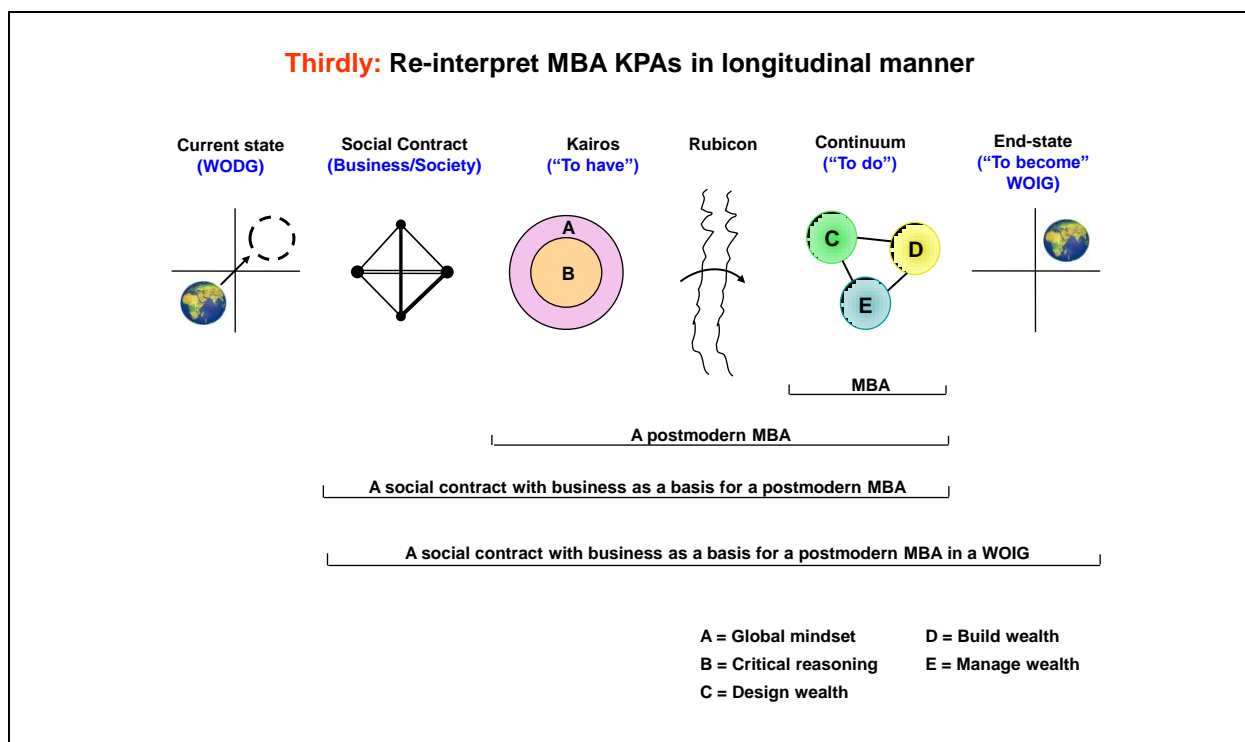 Thirdly: Re-interpret MBA KPAs in longitudinal manner
Current state
(WODG)
Social Contract
(Business/Society)
Kairos
(“To have”)
Rubicon
Continuum
(“To do”)
End-state
(“To become”
WOIG)
A
B
C
D
E
MBA
A postmodern MBA
A social contract with business as a basis for a postmodern MBA
A social contract with business as a basis for a postmodern MBA in a WOIG
A = Global mindset
B = Critical reasoning
C = Design wealth
D = Build wealth
E = Manage wealth